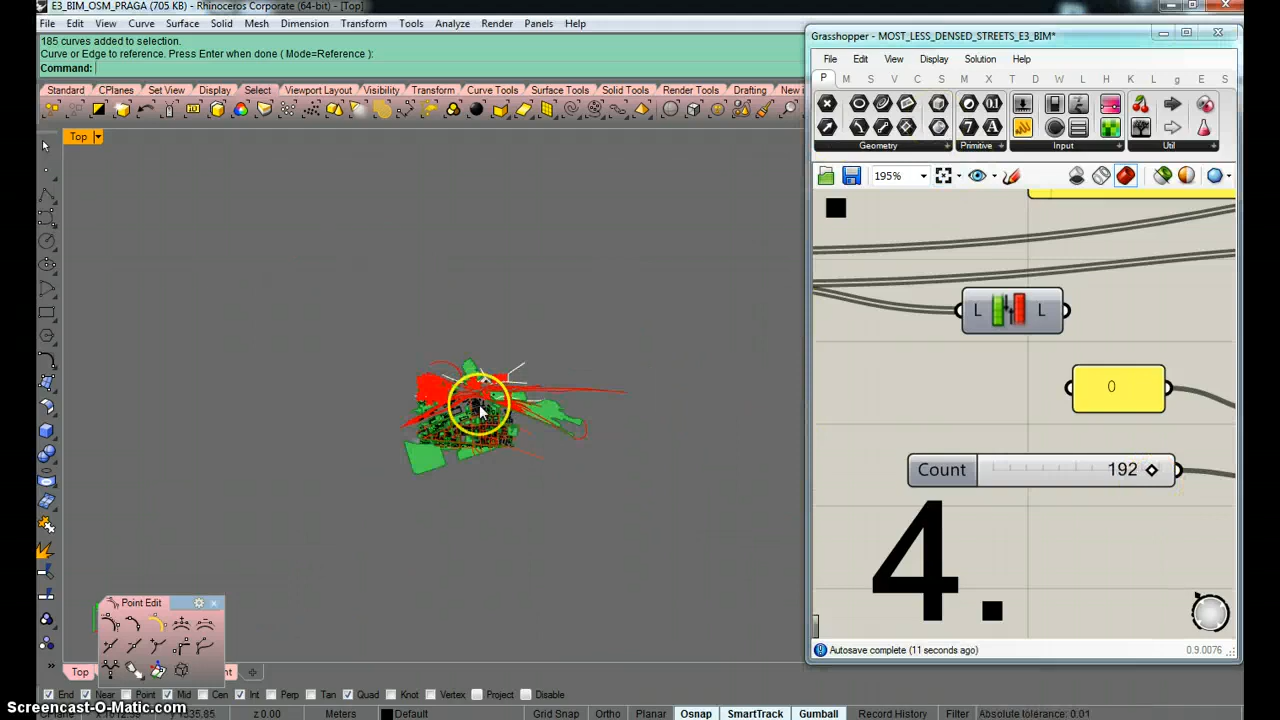 E3_BIM_OSM_PRAGA (705 KB) - Rhinoceros Corporate (64-bit) - [Top]
File Edit View Curve Surface Solid Mesh Dimension Transform Tools Analyze Render Panels Help
185 curves added to selection.
Curve or Edge to reference. Press Enter when done ( Mode=Reference ):
Command:
Standard CPlanes Set View Display Select Viewport Layout Visibility Transform Curve Tools Surface Tools Solid Tools Render Tools Drafting New i
Top
Point Edit
Top nt
End Near Point Mid Cen Int Perp Tan Quad Knot Vertex Project Disable
z 0.00 Meters Default Grid Snap Ortho Planar Osnap SmartTrack Gumball Record History Filter Absolute tolerance: 0.01
Screencast-O-Matic.com
Grasshopper - MOST_LESS_DENSED_STREETS_E3_BIM*
File Edit View Display Solution Help
P M S V C S M X T D W L H K L g E S
Geometry Primitive Input Util
195%
L L
0
Count 192
4.
Autosave complete (11 seconds ago) 0.9.0076